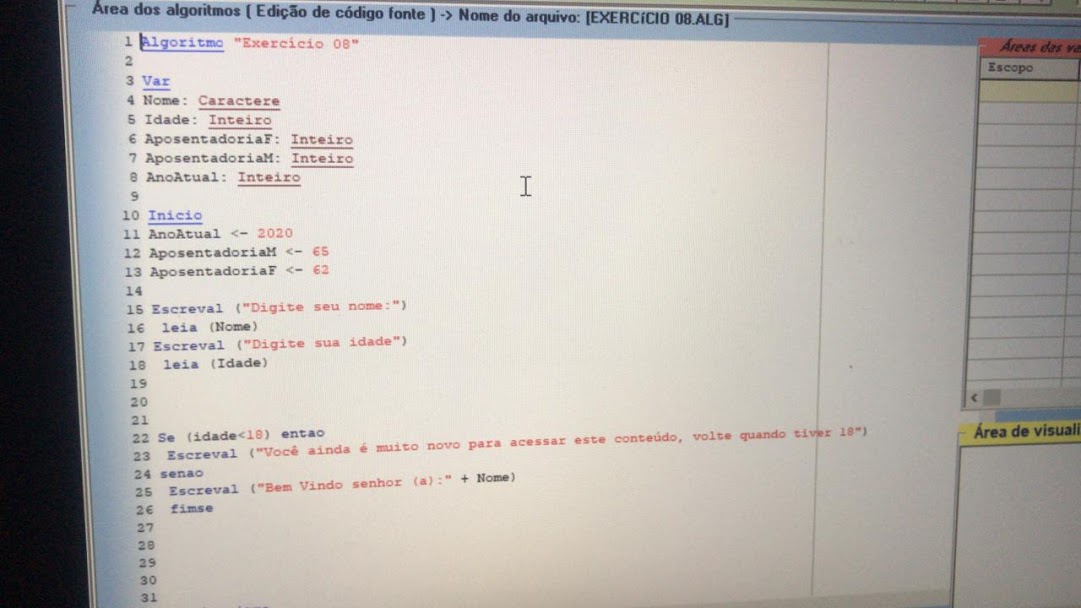 Área dos algoritmos ( Edição de código fonte ) -> Nome do arquivo: [EXERCíCIO 08.ALG]
1 Algoritmo "Exercício 08"
2
3 Var
4 Nome: Caractere
5 Idade: Inteiro
6 AposentadoriaF: Inteiro
7 AposentadoriaM: Inteiro
8 AnoAtual: Inteiro
9
10 Inicio
11 AnoAtual <- 2020
12 AposentadoriaM <- 65
13 AposentadoriaF <- 62
14
15 Escreval ("Digite seu nome:")
16 leia (Nome)
17 Escreval ("Digite sua idade")
18 leia (Idade)
19
20
21
22 Se (idade<18) entao
23 Escreval ("Você ainda é muito novo para acessar este conteúdo, volte quando tiver 18")
24 senao
25 Escreval ("Bem Vindo senhor (a):" + Nome)
26 fimse
27
28
29
30
31
Áreas das va
Escopo
Área de visuali